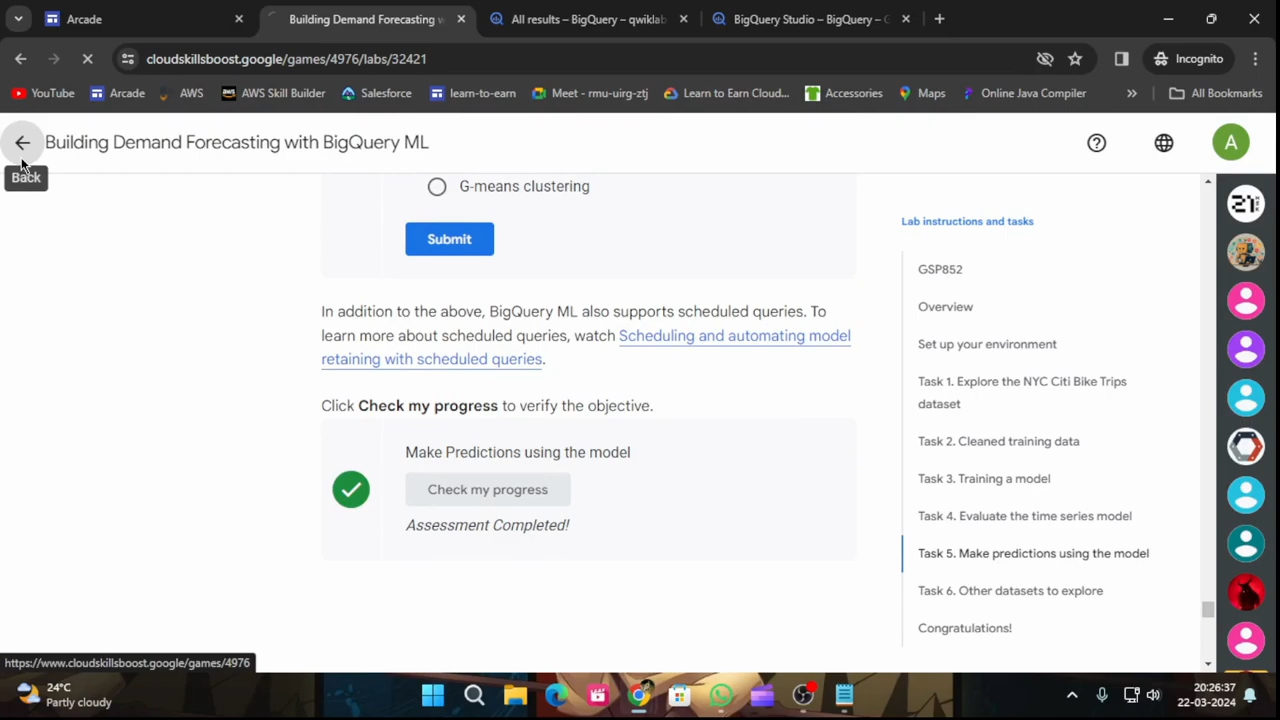 Arcade
Building Demand Forecasting w
All results – BigQuery – qwiklab
BigQuery Studio – BigQuery –
cloudskillsboost.google/games/4976/labs/32421
Incognito
YouTube
Arcade
AWS
AWS Skill Builder
Salesforce
learn-to-earn
Meet - rmu-uirg-ztj
Learn to Earn Cloud...
Accessories
Maps
Online Java Compiler
»
All Bookmarks
Building Demand Forecasting with BigQuery ML
A
Back
G-means clustering
Submit
In addition to the above, BigQuery ML also supports scheduled queries. To
learn more about scheduled queries, watch Scheduling and automating model
retaining with scheduled queries.
Click Check my progress to verify the objective.
Make Predictions using the model
Check my progress
Assessment Completed!
Lab instructions and tasks
GSP852
Overview
Set up your environment
Task 1. Explore the NYC Citi Bike Trips
dataset
Task 2. Cleaned training data
Task 3. Training a model
Task 4. Evaluate the time series model
Task 5. Make predictions using the model
Task 6. Other datasets to explore
Congratulations!
21
https://www.cloudskillsboost.google/games/4976
24°C
Partly cloudy
20:26:37
22-03-2024